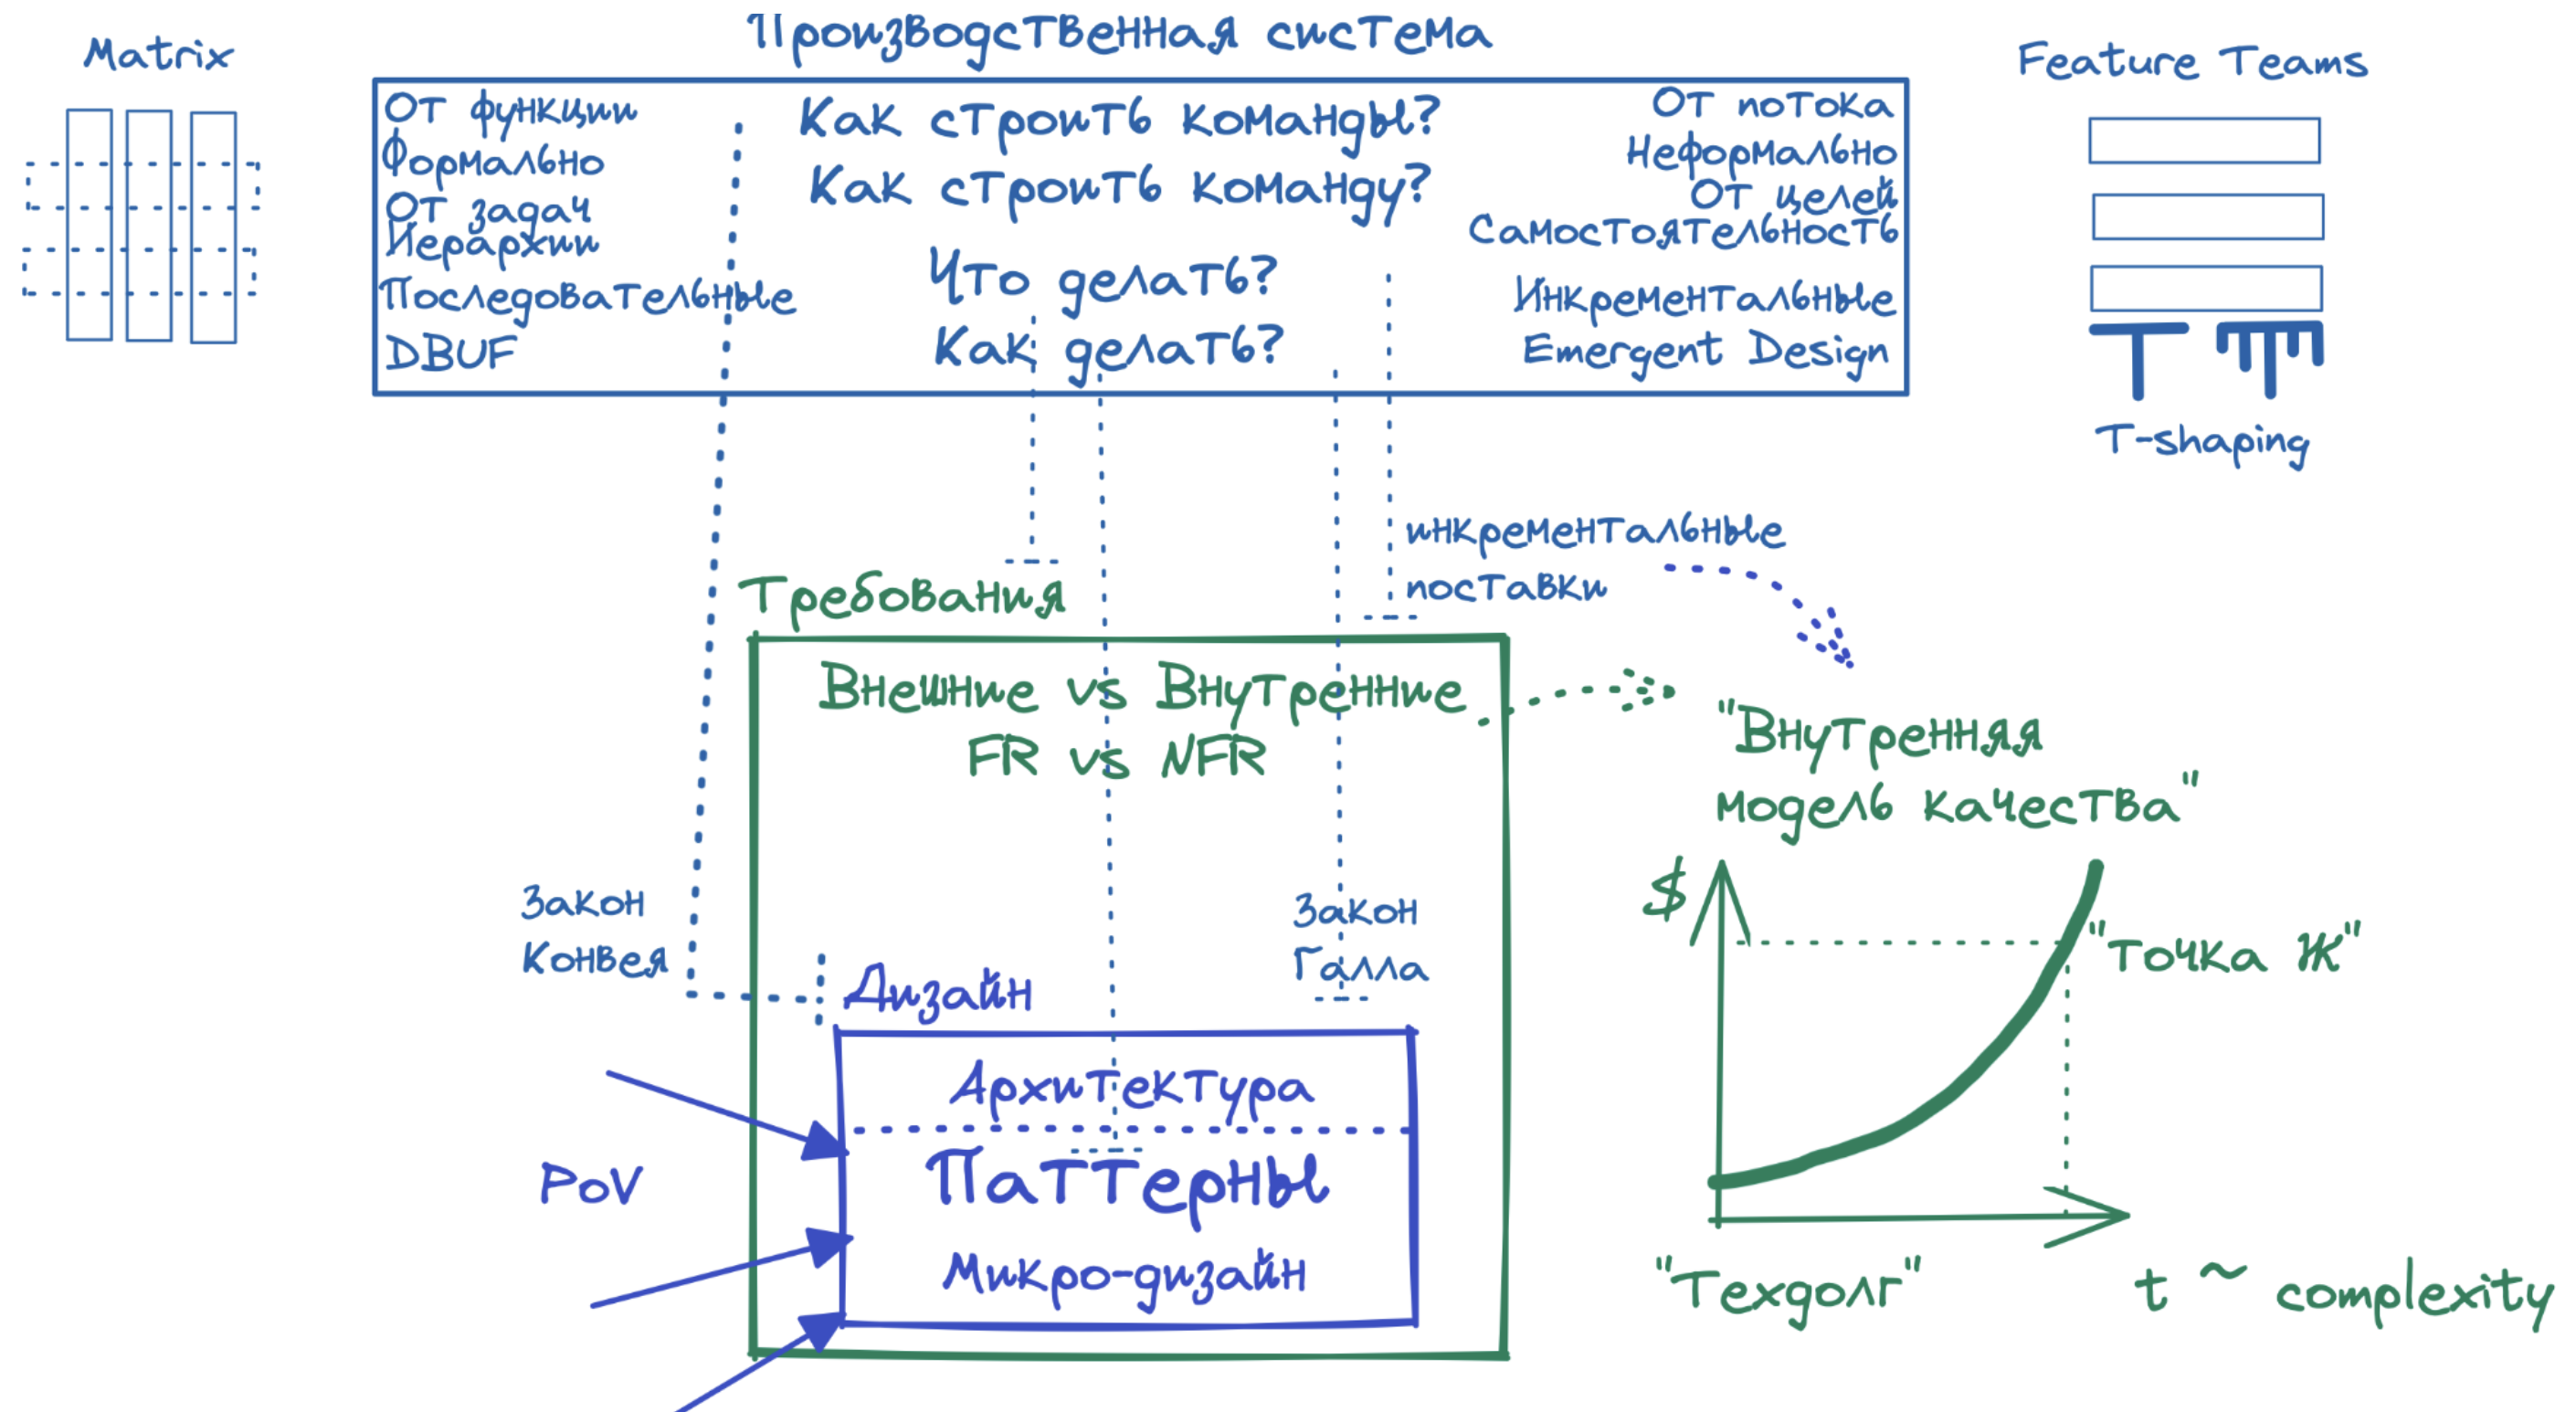 Производственная система
Matrix
Feature Teams
От функции
Формально
От задач
Иерархии
Последовательные
DBUF
Как строить команды?
Как строить команду?
Что делать?
Как делать?
От потока
Неформально
От целей
Самостоятельность
Инкрементальные
Emergent Design
T-shaping
инкрементальные
поставки
Требования
Внешние vs Внутренние
FR vs NFR
Закон
Конвея
Закон
Галла
Дизайн
Архитектура
Паттерны
Микро-дизайн
PoV
"Внутренняя
модель качества"
$
"Точка Ж"
"Техдолг"
t ~ complexity